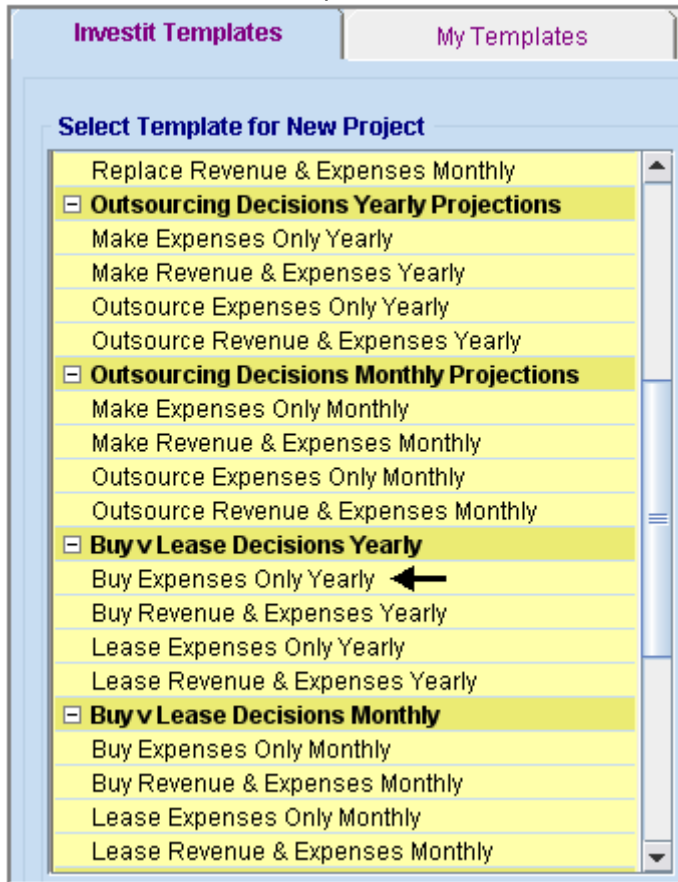 Investit Templates
My Templates
Select Template for New Project
Replace Revenue & Expenses Monthly
Outsourcing Decisions Yearly Projections
Make Expenses Only Yearly
Make Revenue & Expenses Yearly
Outsource Expenses Only Yearly
Outsource Revenue & Expenses Yearly
Outsourcing Decisions Monthly Projections
Make Expenses Only Monthly
Make Revenue & Expenses Monthly
Outsource Expenses Only Monthly
Outsource Revenue & Expenses Monthly
Buy v Lease Decisions Yearly
Buy Expenses Only Yearly
Buy Revenue & Expenses Yearly
Lease Expenses Only Yearly
Lease Revenue & Expenses Yearly
Buy v Lease Decisions Monthly
Buy Expenses Only Monthly
Buy Revenue & Expenses Monthly
Lease Expenses Only Monthly
Lease Revenue & Expenses Monthly